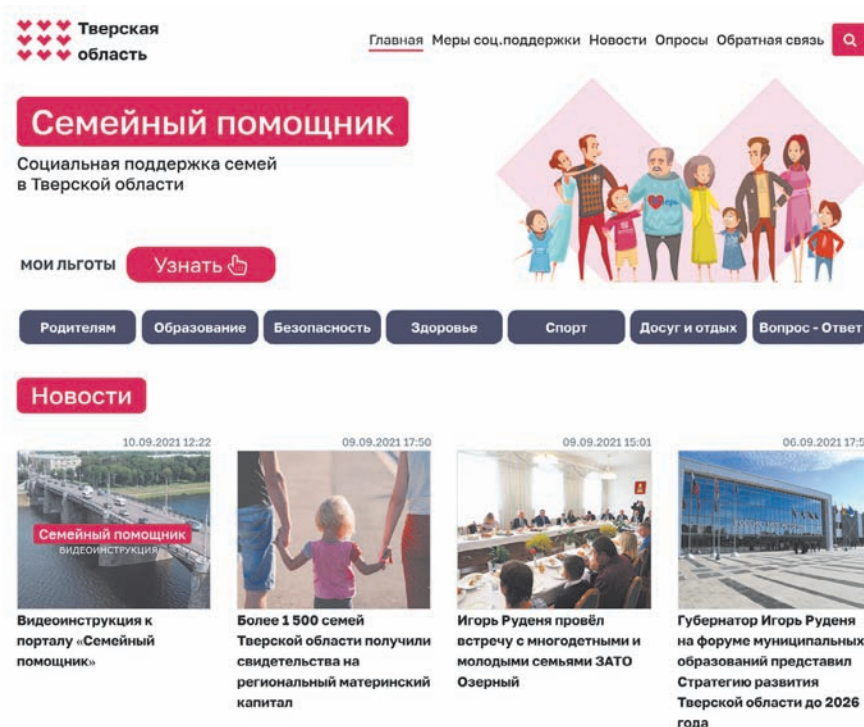 Тверская
область
Главная Меры соц.поддержки Новости Опросы Обратная связь
Семейный помощник
Социальная поддержка семей
в Тверской области
МОИ ЛЬГОТЫ Узнать
Родителям Образование Безопасность Здоровье Спорт Досуг и отдых Вопрос - Ответ
Новости
10.09.2021 12:22
Семейный помощник
ВИДЕОИНСТРУКЦИЯ
Видеоинструкция к
порталу «Семейный
помощник»
09.09.2021 17:50
Более 1 500 семей
Тверской области получили
свидетельства на
региональный материнский
капитал
09.09.2021 15:01
Игорь Руденя провёл
встречу с многодетными и
молодыми семьями ЗАТО
Озерный
06.09.2021
Губернатор Игорь Руденя
на форуме муниципальных
образований представил
Стратегию развития
Тверской области до 2026
года